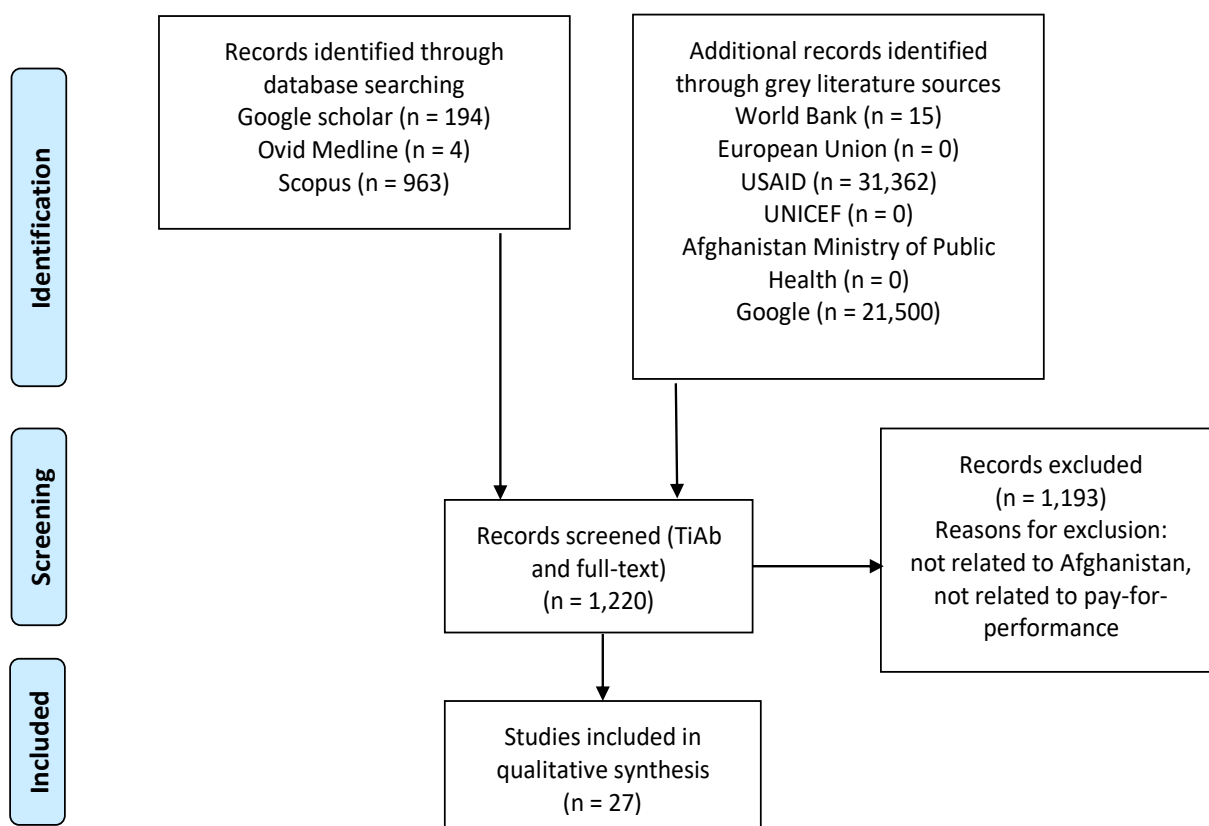 Identification
Records identified through
database searching
Google scholar (n = 194)
Ovid Medline (n = 4)
Scopus (n = 963)
Additional records identified
through grey literature sources
World Bank (n = 15)
European Union (n = 0)
USAID (n = 31,362)
UNICEF (n = 0)
Afghanistan Ministry of Public
Health (n = 0)
Google (n = 21,500)
Screening
Records screened (TiAb
and full-text)
(n = 1,220)
Records excluded
(n = 1,193)
Reasons for exclusion:
not related to Afghanistan,
not related to pay-for-
performance
Included
Studies included in
qualitative synthesis
(n = 27)